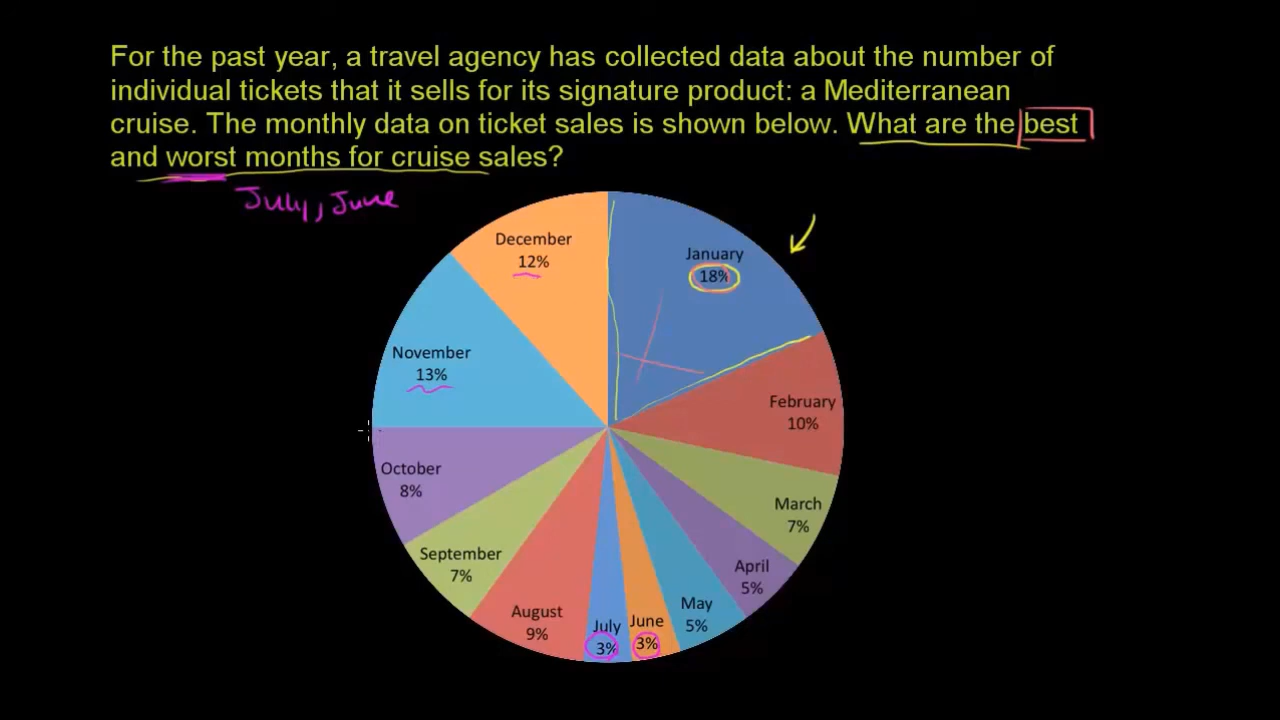 For the past year, a travel agency has collected data about the number of
individual tickets that it sells for its signature product: a Mediterranean
cruise. The monthly data on ticket sales is shown below. What are the best
and worst months for cruise sales?
July, June
December
12%
January
18%
November
13%
February
10%
October
8%
March
7%
September
7%
April
5%
August
9%
May
5%
July
3%
June
3%